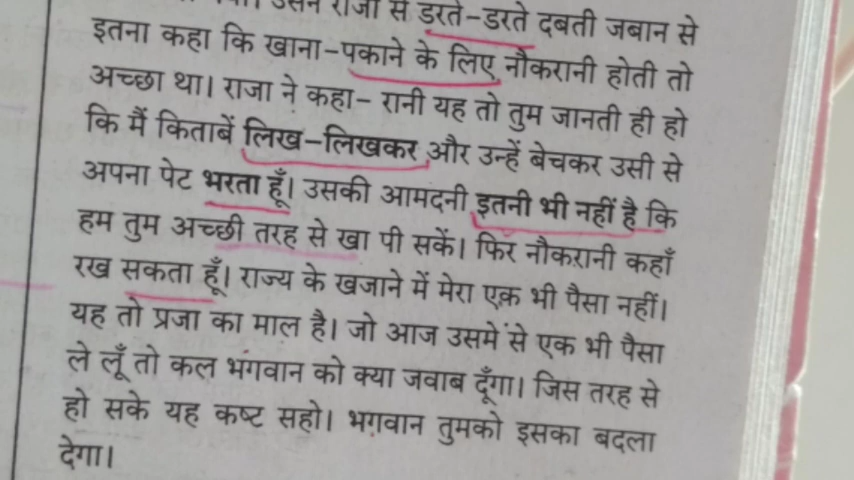 उसने राजा से डरते-डरते दबती जबान से
इतना कहा कि खाना-पकाने के लिए नौकरानी होती तो
अच्छा था। राजा ने कहा- रानी यह तो तुम जानती ही हो
कि मैं किताबें लिख-लिखकर और उन्हें बेचकर उसी से
अपना पेट भरता हूँ। उसकी आमदनी इतनी भी नहीं है कि
हम तुम अच्छी तरह से खा पी सकें। फिर नौकरानी कहाँ
रख सकता हूँ। राज्य के खजाने में मेरा एक भी पैसा नहीं।
यह तो प्रजा का माल है। जो आज उसमें से एक भी पैसा
ले लूँ तो कल भगवान को क्या जवाब दूँगा। जिस तरह से
हो सके यह कष्ट सहो। भगवान तुमको इसका बदला
देगा।